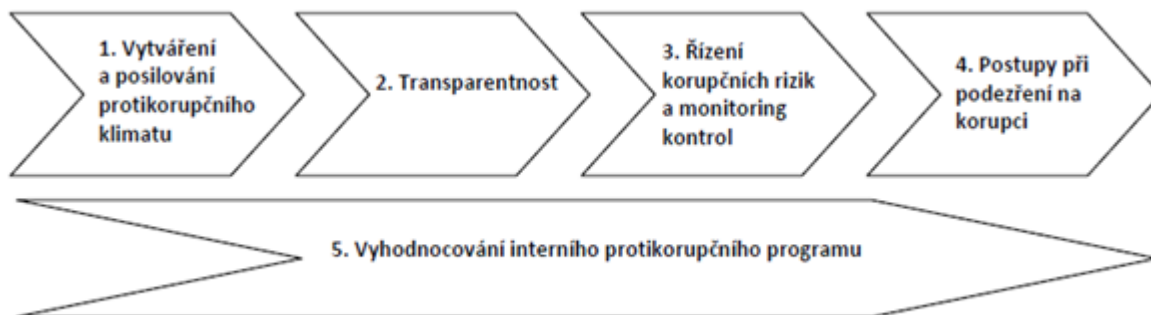 1. Vytváření
a posilování
protikorupčního
klimatu
2. Transparentnost
3. Řízení
korupčních rizik
a monitoring
kontrol
4. Postupy při
podezření na
korupci
5. Vyhodnocování interního protikorupčního programu